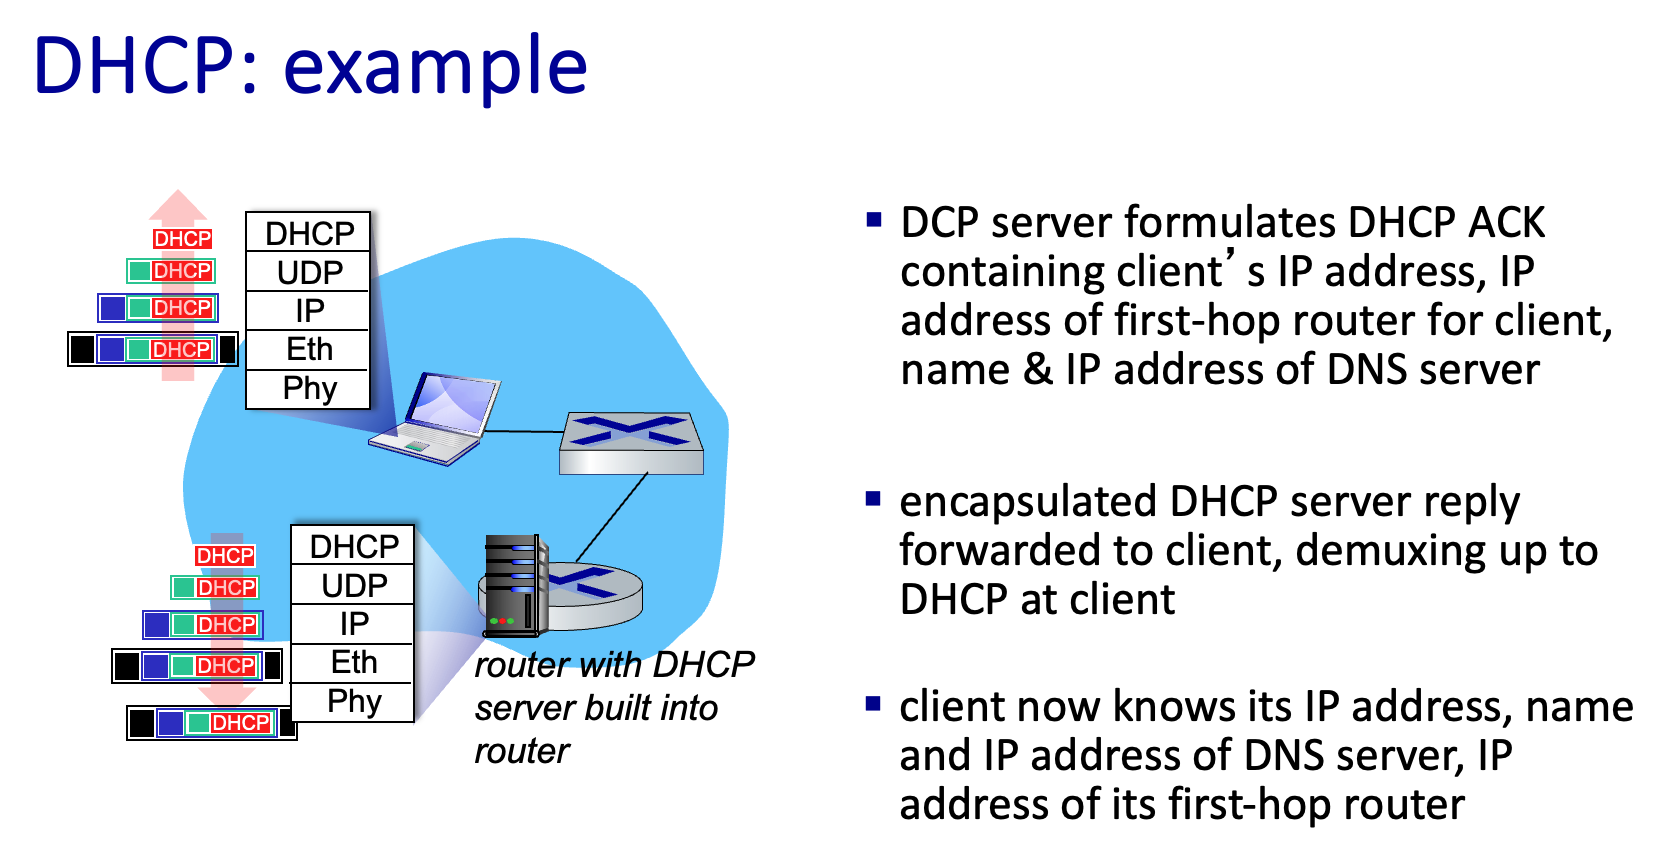 DHCP: example
DHCP
DHCP
DHCP
DHCP
DHCP
UDP
IP
Eth
Phy
DHCP
DHCP
DHCP
DHCP
DHCP
DHCP
UDP
IP
Eth
Phy
router with DHCP
server built into
router
▪ DCP server formulates DHCP ACK
containing client’s IP address, IP
address of first-hop router for client,
name & IP address of DNS server
▪ encapsulated DHCP server reply
forwarded to client, demuxing up to
DHCP at client
▪ client now knows its IP address, name
and IP address of DNS server, IP
address of its first-hop router